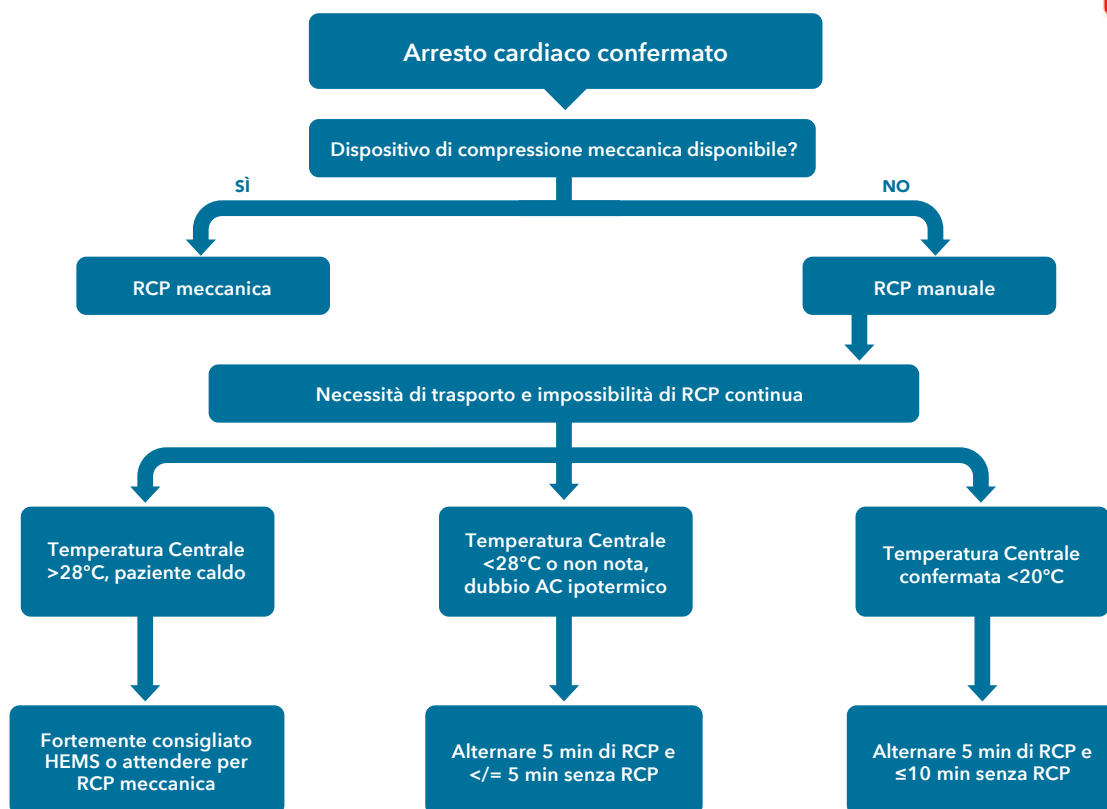 Arresto cardiaco confermato
Dispositivo di compressione meccanica disponibile?
SÌ
NO
RCP meccanica
RCP manuale
Necessità di trasporto e impossibilità di RCP continua
Temperatura Centrale
>28°C, paziente caldo
Temperatura Centrale
<28°C o non nota,
dubbio AC ipotermico
Temperatura Centrale
confermata <20°C
Fortemente consigliato
HEMS o attendere per
RCP meccanica
Alternare 5 min di RCP e
</= 5 min senza RCP
Alternare 5 min di RCP e
≤10 min senza RCP